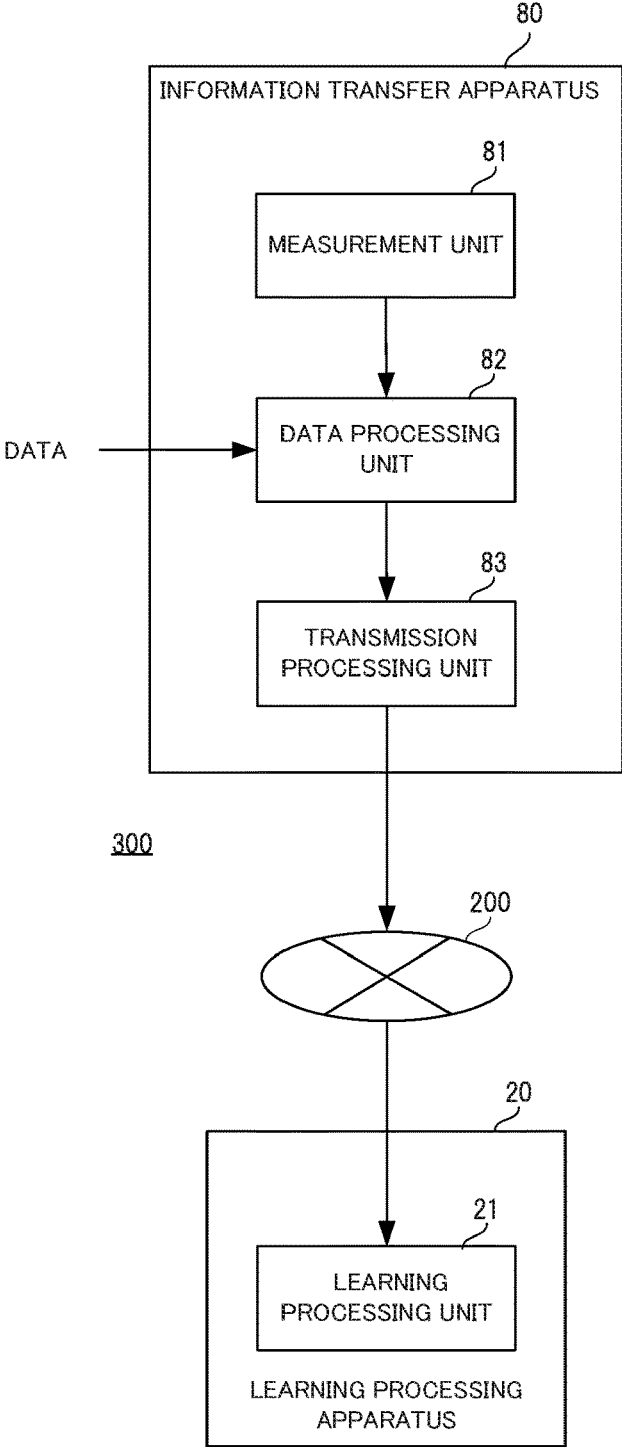 80
INFORMATION TRANSFER APPARATUS
81
MEASUREMENT UNIT
82
DATA PROCESSING
UNIT
DATA
83
TRANSMISSION
PROCESSING UNIT
300
200
20
21
LEARNING
PROCESSING UNIT
LEARNING PROCESSING
APPARATUS